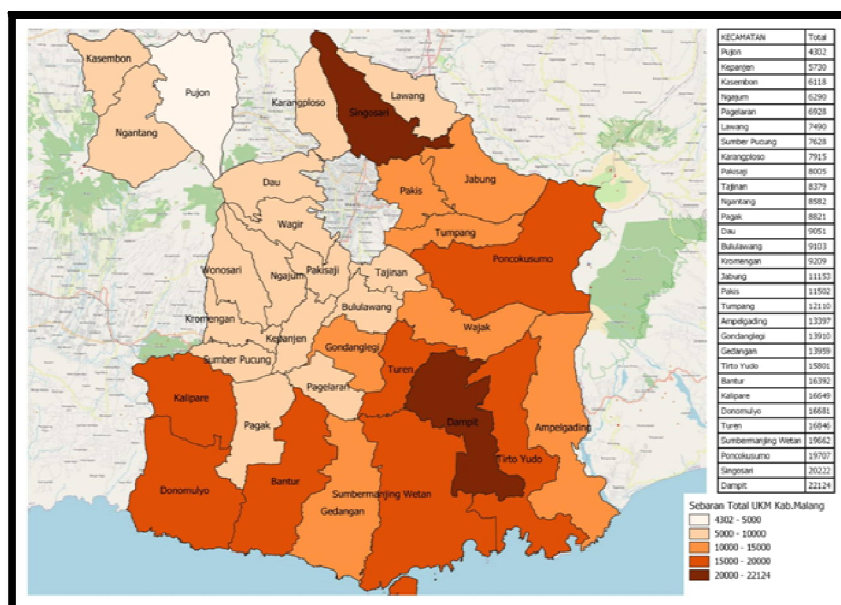 Kasembon
Pujon
Ngantang
Karangploso
Lawang
Singosari
Dau
Pakis
Jabung
Wagir
Tumpang
Poncokusumo
Wonosari
Ngajum
Pakisaji
Tajinan
Bululawang
Kromengan
Wajak
Kepanjen
Gondanglegi
Sumber Pucung
Turen
Kalipare
Pagelaran
Dampit
Ampelgading
Pagak
Tirto Yudo
Donomulyo
Bantur
Sumbermanjing Wetan
Gedangan
KECAMATAN Total
Pujon 4302
Kepanjen 5730
Kasembon 6118
Ngajum 6290
Pagelaran 6928
Lawang 7490
Sumber Pucung 7628
Karangploso 7915
Pakisaji 8005
Tajinan 8379
Ngantang 8582
Pagak 8821
Dau 9051
Bululawang 9103
Kromengan 9209
Jabung 11153
Pakis 11502
Tumpang 12110
Ampelgading 13397
Gondanglegi 13910
Gedangan 13959
Tirto Yudo 15801
Bantur 16392
Kalipare 16649
Donomulyo 16681
Turen 16846
Sumbermanjing Wetan 19662
Poncokusumo 19707
Singosari 20222
Dampit 22124
Sebaran Total UKM Kab.Malang
4302 - 5000
5000 - 10000
10000 - 15000
15000 - 20000
20000 - 22124